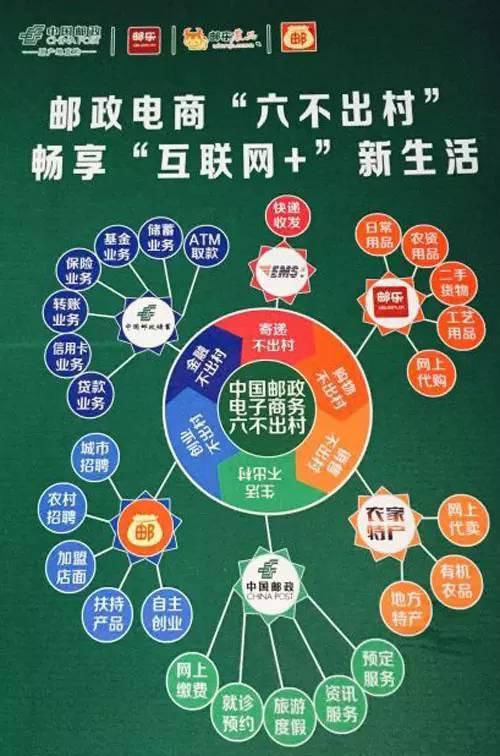 中国邮政
CHINA POST
邮乐
邮乐农品
邮
邮政电商“六不出村”
畅享“互联网+”新生活
快递
收发
EMS
储蓄
业务
ATM
取款
基金
业务
保险
业务
转账
业务
信用卡
业务
贷款
业务
中国邮政储蓄
日常
用品
农资
用品
二手
货物
工艺
用品
网上
代购
邮乐
寄递
不出村
购物
不出村
销售
不出村
生活
不出村
创业
不出村
金融
不出村
中国邮政
电子商务
六不出村
城市
招聘
农村
招聘
加盟
店面
扶持
产品
自主
创业
邮
农家
特产
网上
代卖
有机
农品
地方
特产
中国邮政
CHINA POST
网上
缴费
就诊
预约
旅游
度假
资讯
服务
预定
服务